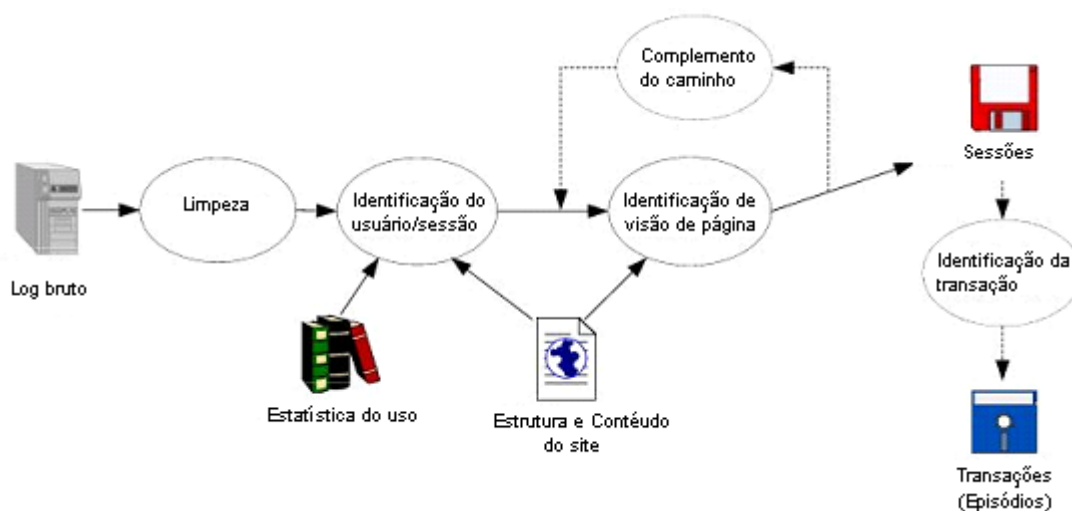 Log bruto
Limpeza
Identificação do
usuário/sessão
Estatística do uso
Estrutura e Contéudo
do site
Complemento
do caminho
Identificação de
visão de página
Sessões
Identificação da
transação
Transações
(Episódios)